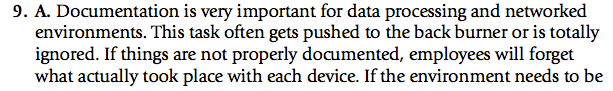 9. A. Documentation is very important for data processing and networked
environments. This task often gets pushed to the back burner or is totally
ignored. If things are not properly documented, employees will forget
what actually took place with each device. If the environment needs to be